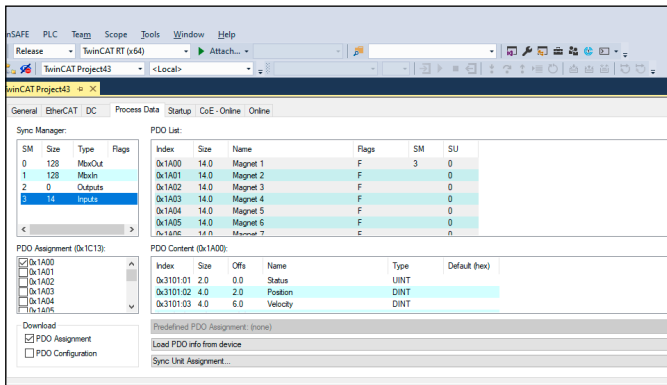 nSAFE PLC Team Scope Tools Window Help
Release TwinCAT RT (x64) Attach...
TwinCAT Project43 <Local>
winCAT Project43
General EtherCAT DC Process Data Startup CoE - Online Online
Sync Manager:
SM Size Type Flags
0 128 MbxOut
1 128 MbxIn
2 0 Outputs
3 14 Inputs
PDO List:
Index Size Name Flags SM SU
0x1A00 14.0 Magnet 1 F 3 0
0x1A01 14.0 Magnet 2 F 0
0x1A02 14.0 Magnet 3 F 0
0x1A03 14.0 Magnet 4 F 0
0x1A04 14.0 Magnet 5 F 0
0x1A05 14.0 Magnet 6 F 0
0x1A06 14.0 Magnet 7 F 0
PDO Assignment (0x1C13):
0x1A00
0x1A01
0x1A02
0x1A03
0x1A04
0x1A05
PDO Content (0x1A00):
Index Size Offs Name Type Default (hex)
0x3101:01 2.0 0.0 Status UINT
0x3101:02 4.0 2.0 Position DINT
0x3101:03 4.0 6.0 Velocity DINT
Download
PDO Assignment
PDO Configuration
Predefined PDO Assignment: (none)
Load PDO info from device
Sync Unit Assignment...